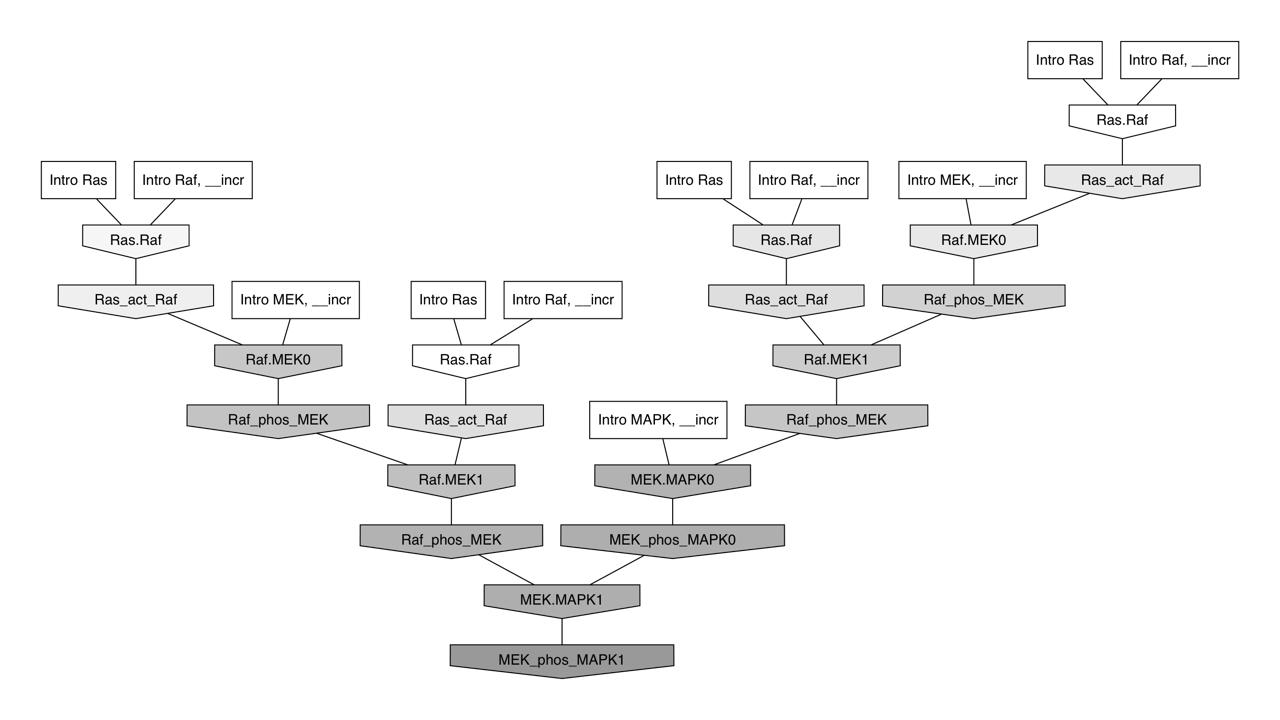 Intro Ras
Intro Raf, __incr
Ras.Raf
Intro Ras
Intro Raf, __incr
Intro Ras
Intro Raf, __incr
Intro MEK, __incr
Ras_act_Raf
Ras.Raf
Ras.Raf
Raf.MEK0
Ras_act_Raf
Intro MEK, __incr
Intro Ras
Intro Raf, __incr
Ras_act_Raf
Raf_phos_MEK
Raf.MEK0
Ras.Raf
Raf.MEK1
Raf_phos_MEK
Ras_act_Raf
Intro MAPK, __incr
Raf_phos_MEK
Raf.MEK1
MEK.MAPK0
Raf_phos_MEK
MEK_phos_MAPK0
MEK.MAPK1
MEK_phos_MAPK1